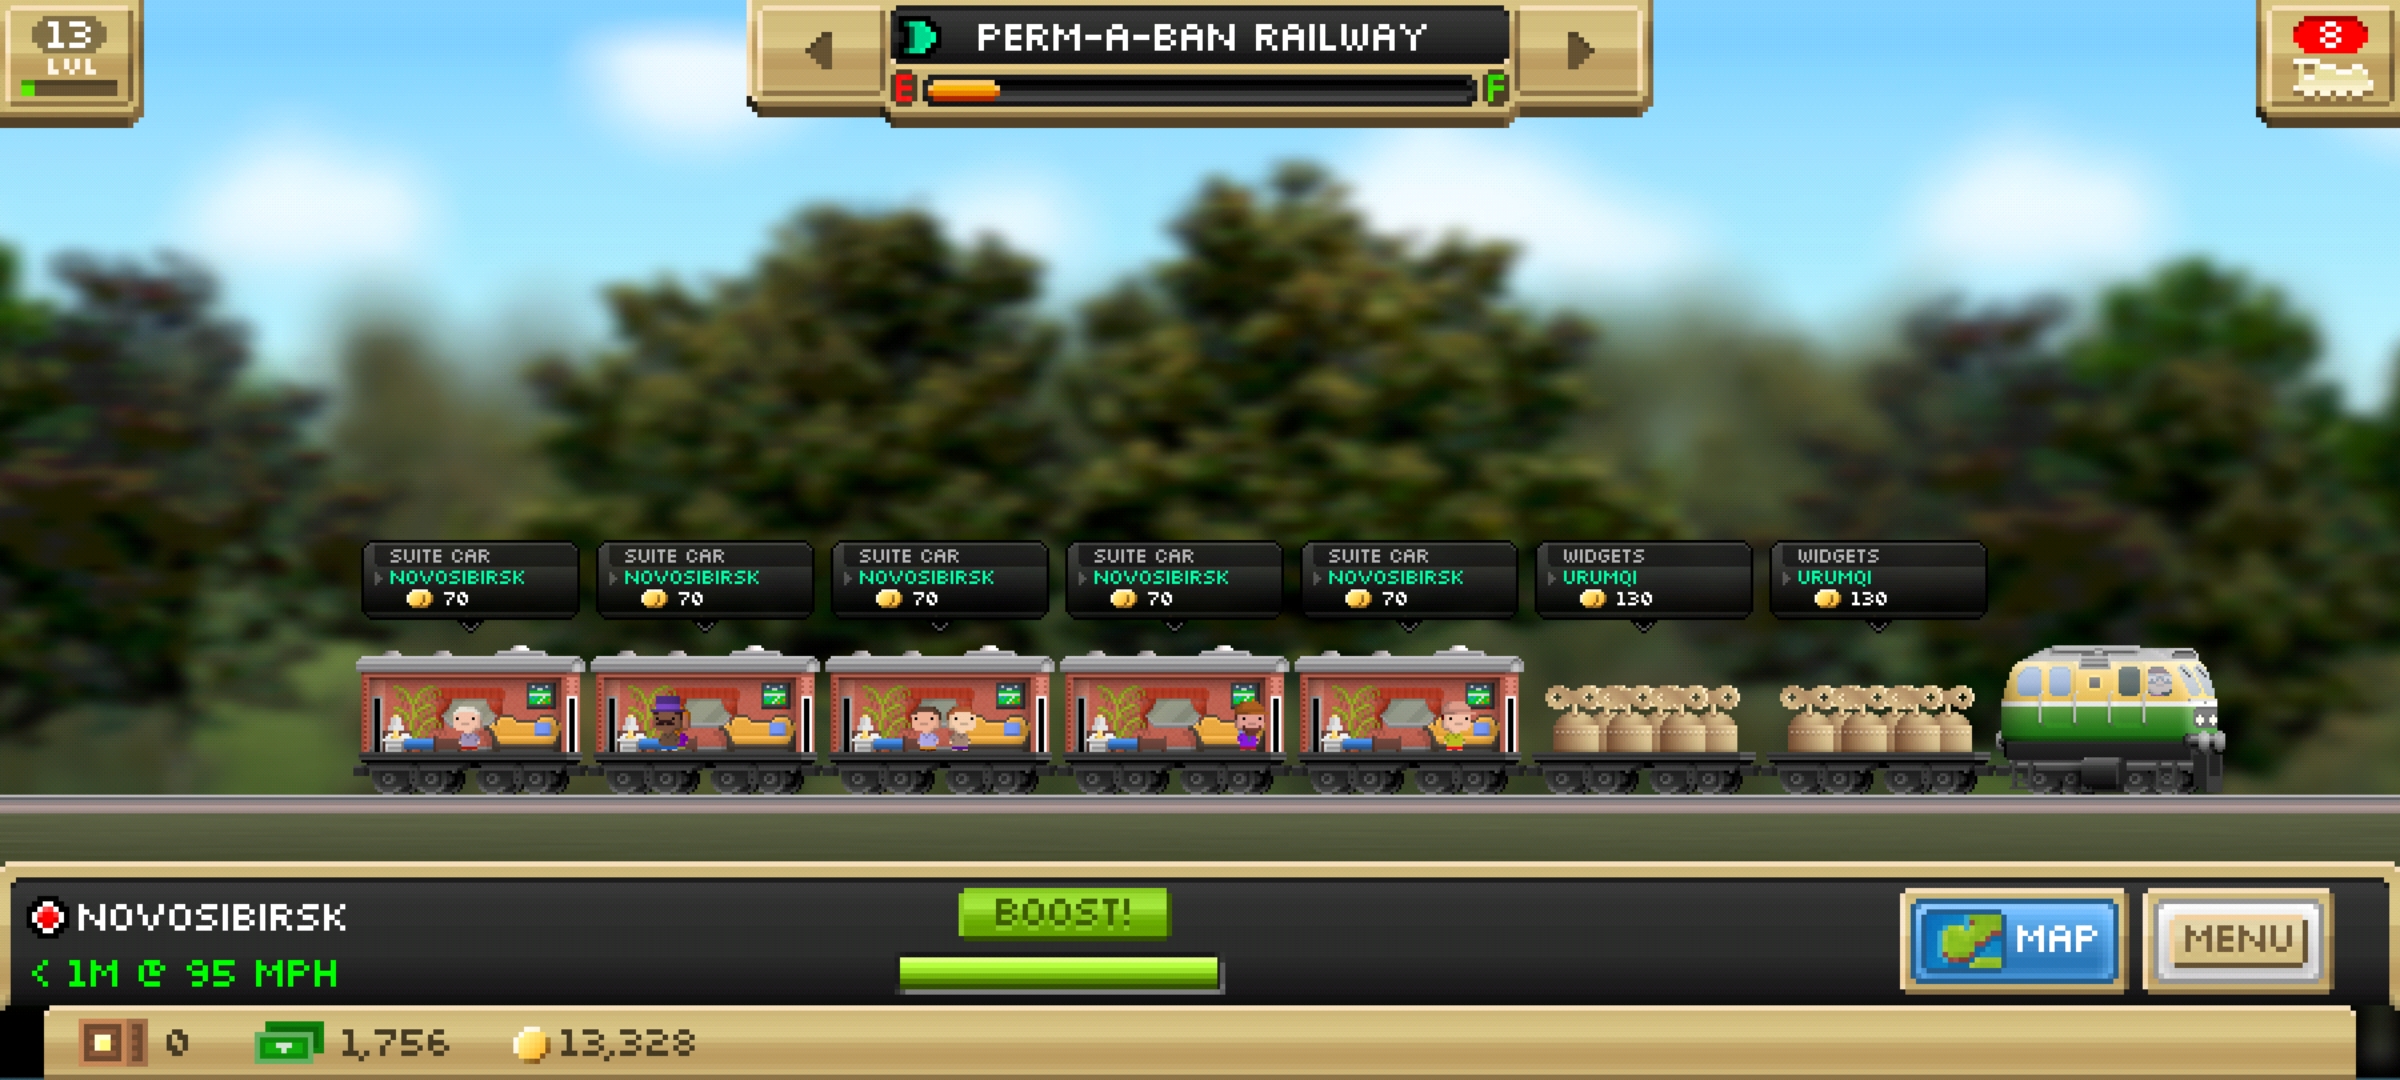 13
LVL
PERM-A-BAN RAILWAY
E F
8
SUITE CAR
NOVOSIBIRSK
70
SUITE CAR
NOVOSIBIRSK
70
SUITE CAR
NOVOSIBIRSK
70
SUITE CAR
NOVOSIBIRSK
70
SUITE CAR
NOVOSIBIRSK
70
WIDGETS
URUMQI
130
WIDGETS
URUMQI
130
NOVOSIBIRSK
< 1M @ 95 MPH
BOOST!
MAP
MENU
0 1,756 13,328